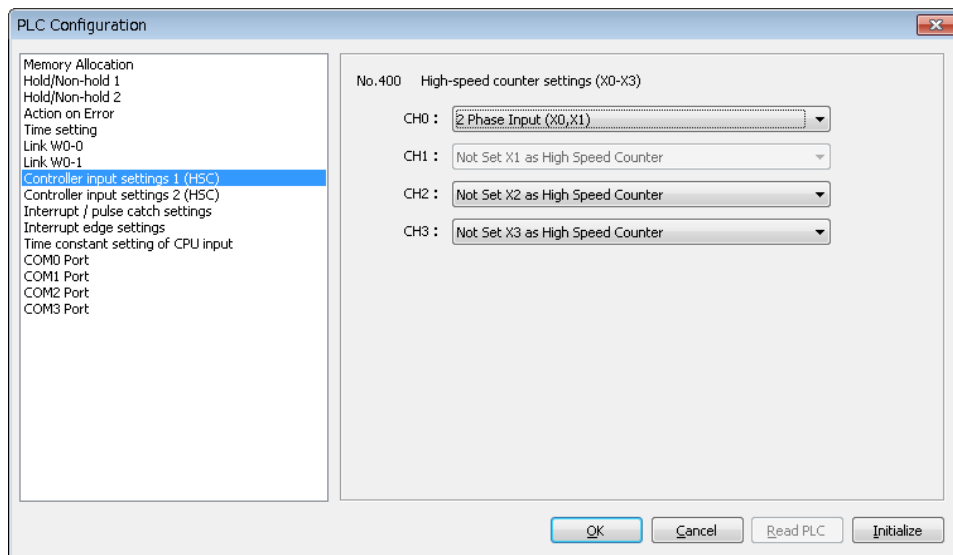 PLC Configuration
Memory Allocation
Hold/Non-hold 1
Hold/Non-hold 2
Action on Error
Time setting
Link W0-0
Link W0-1
Controller input settings 1 (HSC)
Controller input settings 2 (HSC)
Interrupt / pulse catch settings
Interrupt edge settings
Time constant setting of CPU input
COM0 Port
COM1 Port
COM2 Port
COM3 Port
No.400 High-speed counter settings (X0-X3)
CH0 : 2 Phase Input (X0,X1)
CH1 : Not Set X1 as High Speed Counter
CH2 : Not Set X2 as High Speed Counter
CH3 : Not Set X3 as High Speed Counter
OK Cancel Read PLC Initialize